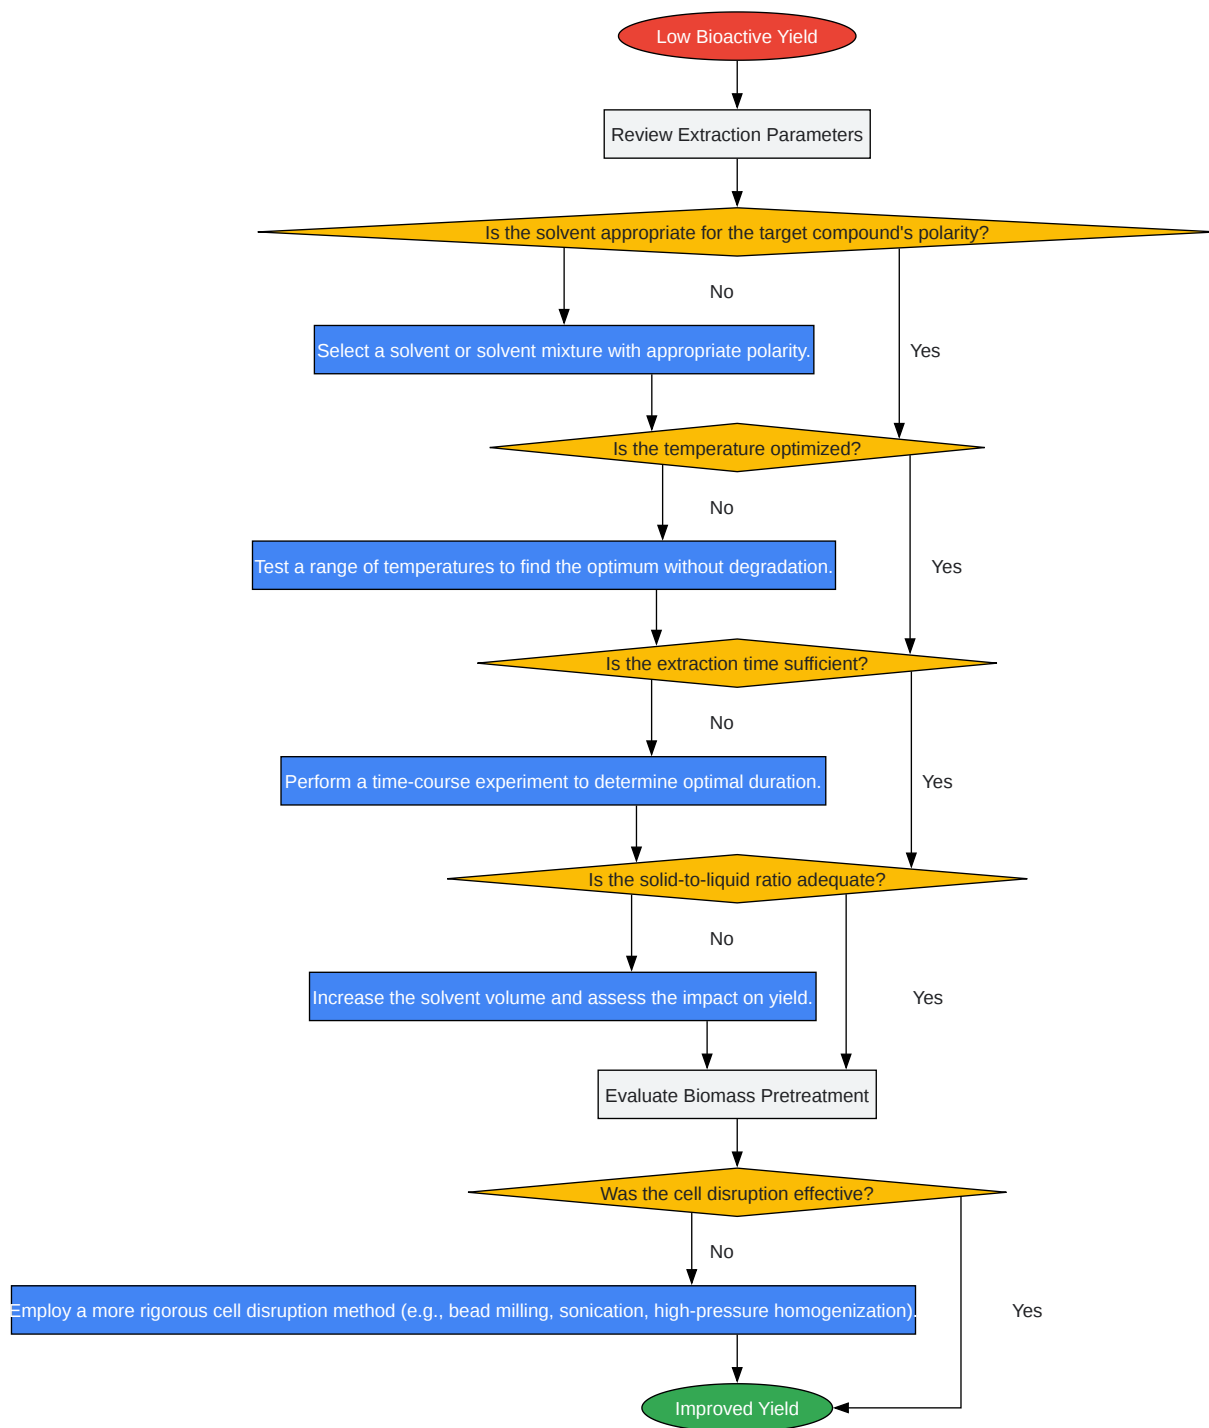 Low Bioactive Yield
Review Extraction Parameters
Is the solvent appropriate for the target compound's polarity?
No
Select a solvent or solvent mixture with appropriate polarity.
Yes
Is the temperature optimized?
No
Test a range of temperatures to find the optimum without degradation.
Yes
Is the extraction time sufficient?
No
Perform a time-course experiment to determine optimal duration.
Yes
Is the solid-to-liquid ratio adequate?
No
Increase the solvent volume and assess the impact on yield.
Yes
Evaluate Biomass Pretreatment
Was the cell disruption effective?
No
Employ a more rigorous cell disruption method (e.g., bead milling, sonication, high-pressure homogenization).
Yes
Improved Yield